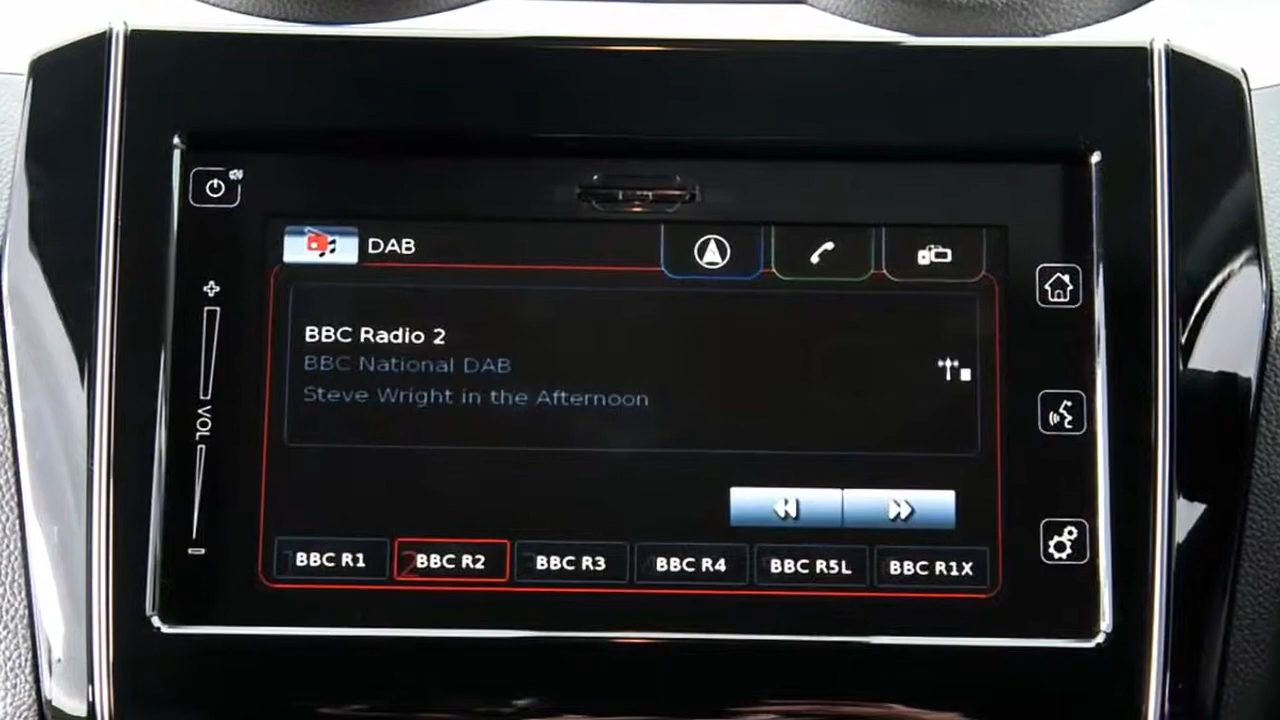 DAB
BBC Radio 2
BBC National DAB
Steve Wright in the Afternoon
VOL
BBC R1
2 BBC R2
BBC R3
BBC R4
BBC R5L
BBC R1X